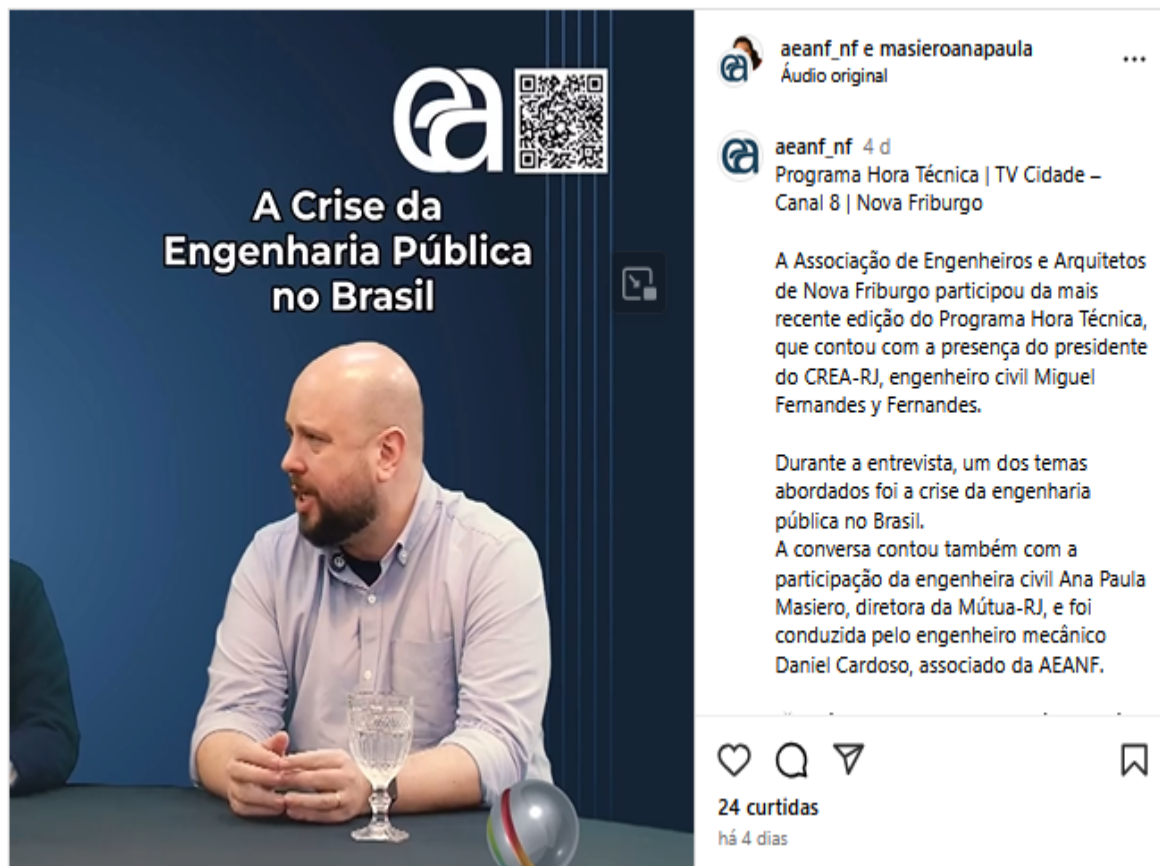 ea
A Crise da
Engenharia Pública
no Brasil
aeanf_nf e masieroanapaula
Áudio original
aeanf_nf 4 d
Programa Hora Técnica | TV Cidade –
Canal 8 | Nova Friburgo
A Associação de Engenheiros e Arquitetos
de Nova Friburgo participou da mais
recente edição do Programa Hora Técnica,
que contou com a presença do presidente
do CREA-RJ, engenheiro civil Miguel
Fernandes y Fernandes.
Durante a entrevista, um dos temas
abordados foi a crise da engenharia
pública no Brasil.
A conversa contou também com a
participação da engenheira civil Ana Paula
Masiero, diretora da Mútua-RJ, e foi
conduzida pelo engenheiro mecânico
Daniel Cardoso, associado da AEANF.
24 curtidas
há 4 dias